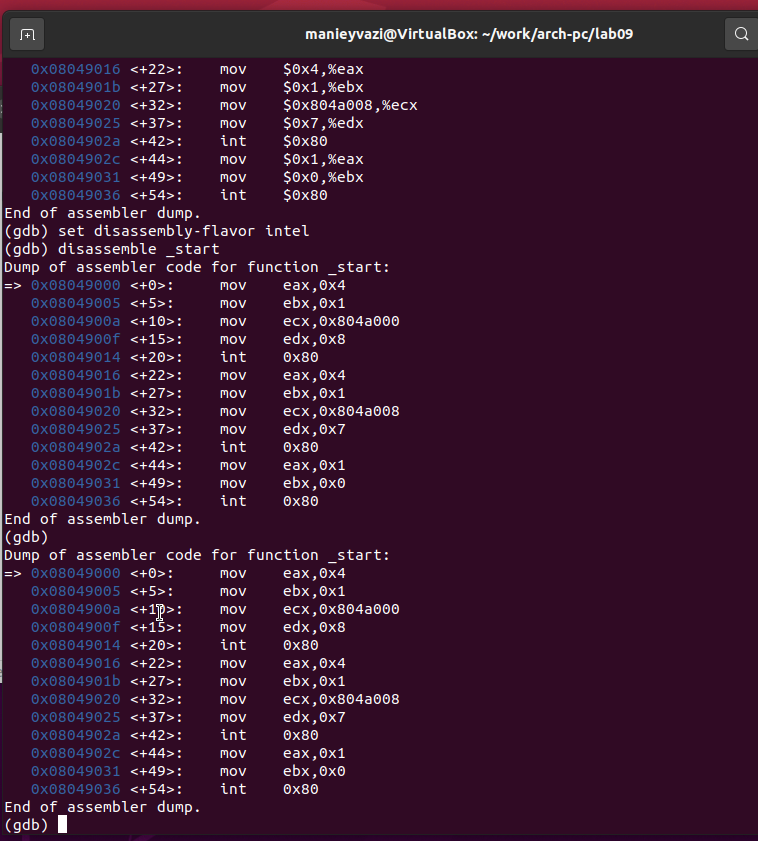 manieyvazi@VirtualBox: ~/work/arch-pc/lab09
0x08049016 <+22>: mov $0x4,%eax
0x0804901b <+27>: mov $0x1,%ebx
0x08049020 <+32>: mov $0x804a008,%ecx
0x08049025 <+37>: mov $0x7,%edx
0x0804902a <+42>: int $0x80
0x0804902c <+44>: mov $0x1,%eax
0x08049031 <+49>: mov $0x0,%ebx
0x08049036 <+54>: int $0x80
End of assembler dump.
(gdb) set disassembly-flavor intel
(gdb) disassemble _start
Dump of assembler code for function _start:
=> 0x08049000 <+0>: mov eax,0x4
0x08049005 <+5>: mov ebx,0x1
0x0804900a <+10>: mov ecx,0x804a000
0x0804900f <+15>: mov edx,0x8
0x08049014 <+20>: int 0x80
0x08049016 <+22>: mov eax,0x4
0x0804901b <+27>: mov ebx,0x1
0x08049020 <+32>: mov ecx,0x804a008
0x08049025 <+37>: mov edx,0x7
0x0804902a <+42>: int 0x80
0x0804902c <+44>: mov eax,0x1
0x08049031 <+49>: mov ebx,0x0
0x08049036 <+54>: int 0x80
End of assembler dump.
(gdb)
Dump of assembler code for function _start:
=> 0x08049000 <+0>: mov eax,0x4
0x08049005 <+5>: mov ebx,0x1
0x0804900a <+10>: mov ecx,0x804a000
0x0804900f <+15>: mov edx,0x8
0x08049014 <+20>: int 0x80
0x08049016 <+22>: mov eax,0x4
0x0804901b <+27>: mov ebx,0x1
0x08049020 <+32>: mov ecx,0x804a008
0x08049025 <+37>: mov edx,0x7
0x0804902a <+42>: int 0x80
0x0804902c <+44>: mov eax,0x1
0x08049031 <+49>: mov ebx,0x0
0x08049036 <+54>: int 0x80
End of assembler dump.
(gdb)